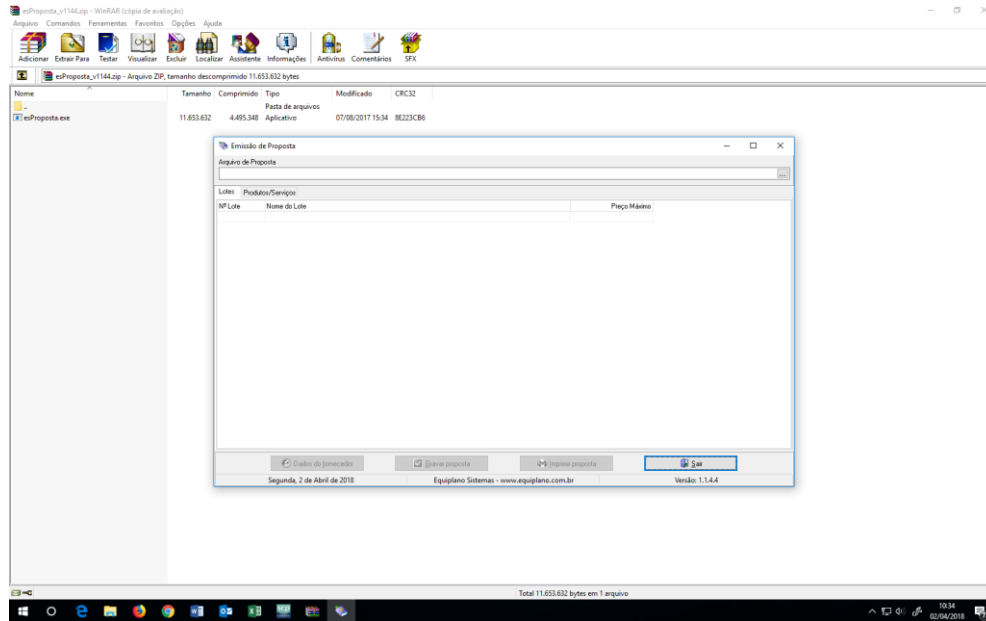 esProposta_v1144.zip - WinRAR (cópia de avaliação)
Arquivo Comandos Ferramentas Favoritos Opções Ajuda
Adicionar Extrair Para Testar Visualizar Excluir Localizar Assistente Informações Antivírus Comentários SFX
esProposta_v1144.zip - Arquivo ZIP, tamanho descomprimido 11.653.632 bytes
Nome Tamanho Comprimido Tipo Modificado CRC32
.. Pasta de arquivos
esProposta.exe 11.653.632 4.495.348 Aplicativo 07/08/2017 15:34 8E223CB6
Emissão de Proposta
Arquivo de Proposta
...
Lotes Produtos/Serviços
Nº Lote Nome do Lote Preço Máximo
Dados do fornecedor Gravar proposta Imprimir proposta Sair
Segunda, 2 de Abril de 2018 Equiplano Sistemas - www.equiplano.com.br Versão: 1.1.4.4
Total 11.653.632 bytes em 1 arquivo
10:34
02/04/2018